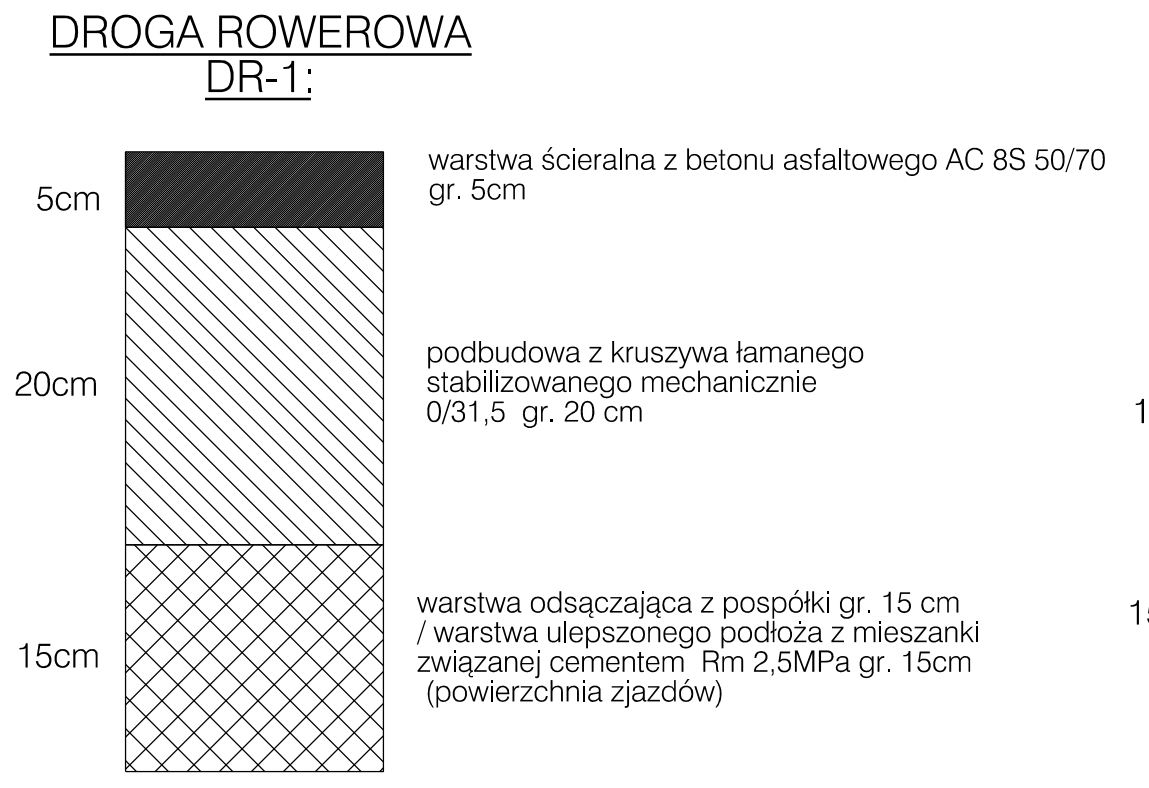 DROGA ROWEROWA
DR-1:
warstwa ścieralna z betonu asfaltowego AC 8S 50/70
gr. 5cm
5cm
podbudowa z kruszywa łamanego
stabilizowanego mechanicznie
0/31,5 gr. 20 cm
20cm
warstwa odsączająca z pospółki gr. 15 cm
/ warstwa ulepszonego podłoża z mieszanki
związanej cementem Rm 2,5MPa gr. 15cm
(powierzchnia zjazdów)
15cm